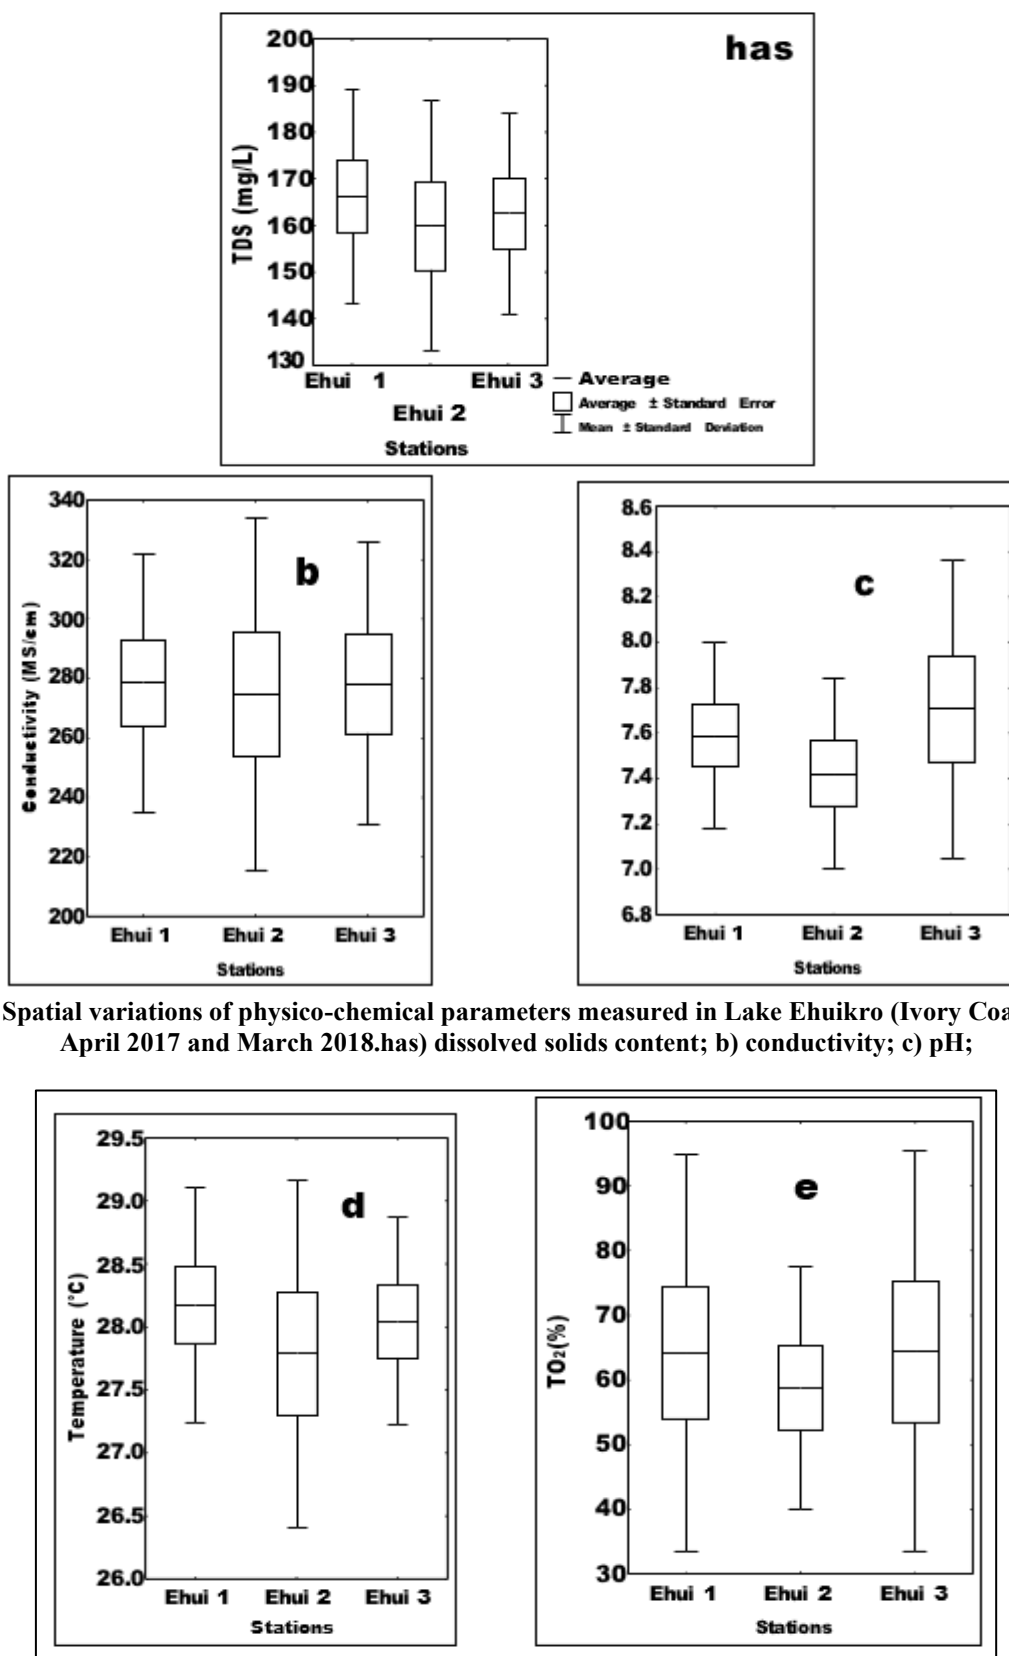 has
200
190
180
170
160
150
140
130
TDS (mg/L)
Ehui 1
Ehui 2
Ehui 3
Stations
Average
Average ± Standard Error
Mean ± Standard Deviation
340
320
300
280
260
240
220
200
Conductivity (MS/cm)
b
Ehui 1 Ehui 2 Ehui 3
Stations
8.6
8.4
8.2
8.0
7.8
7.6
7.4
7.2
7.0
6.8
c
Ehui 1 Ehui 2 Ehui 3
Stations
Spatial variations of physico-chemical parameters measured in Lake Ehuikro (Ivory Coa
April 2017 and March 2018.has) dissolved solids content; b) conductivity; c) pH;
29.5
29.0
28.5
28.0
27.5
27.0
26.5
26.0
Temperature (°C)
d
Ehui 1 Ehui 2 Ehui 3
Stations
100
90
80
70
60
50
40
30
TO₂(%)
e
Ehui 1 Ehui 2 Ehui 3
Stations